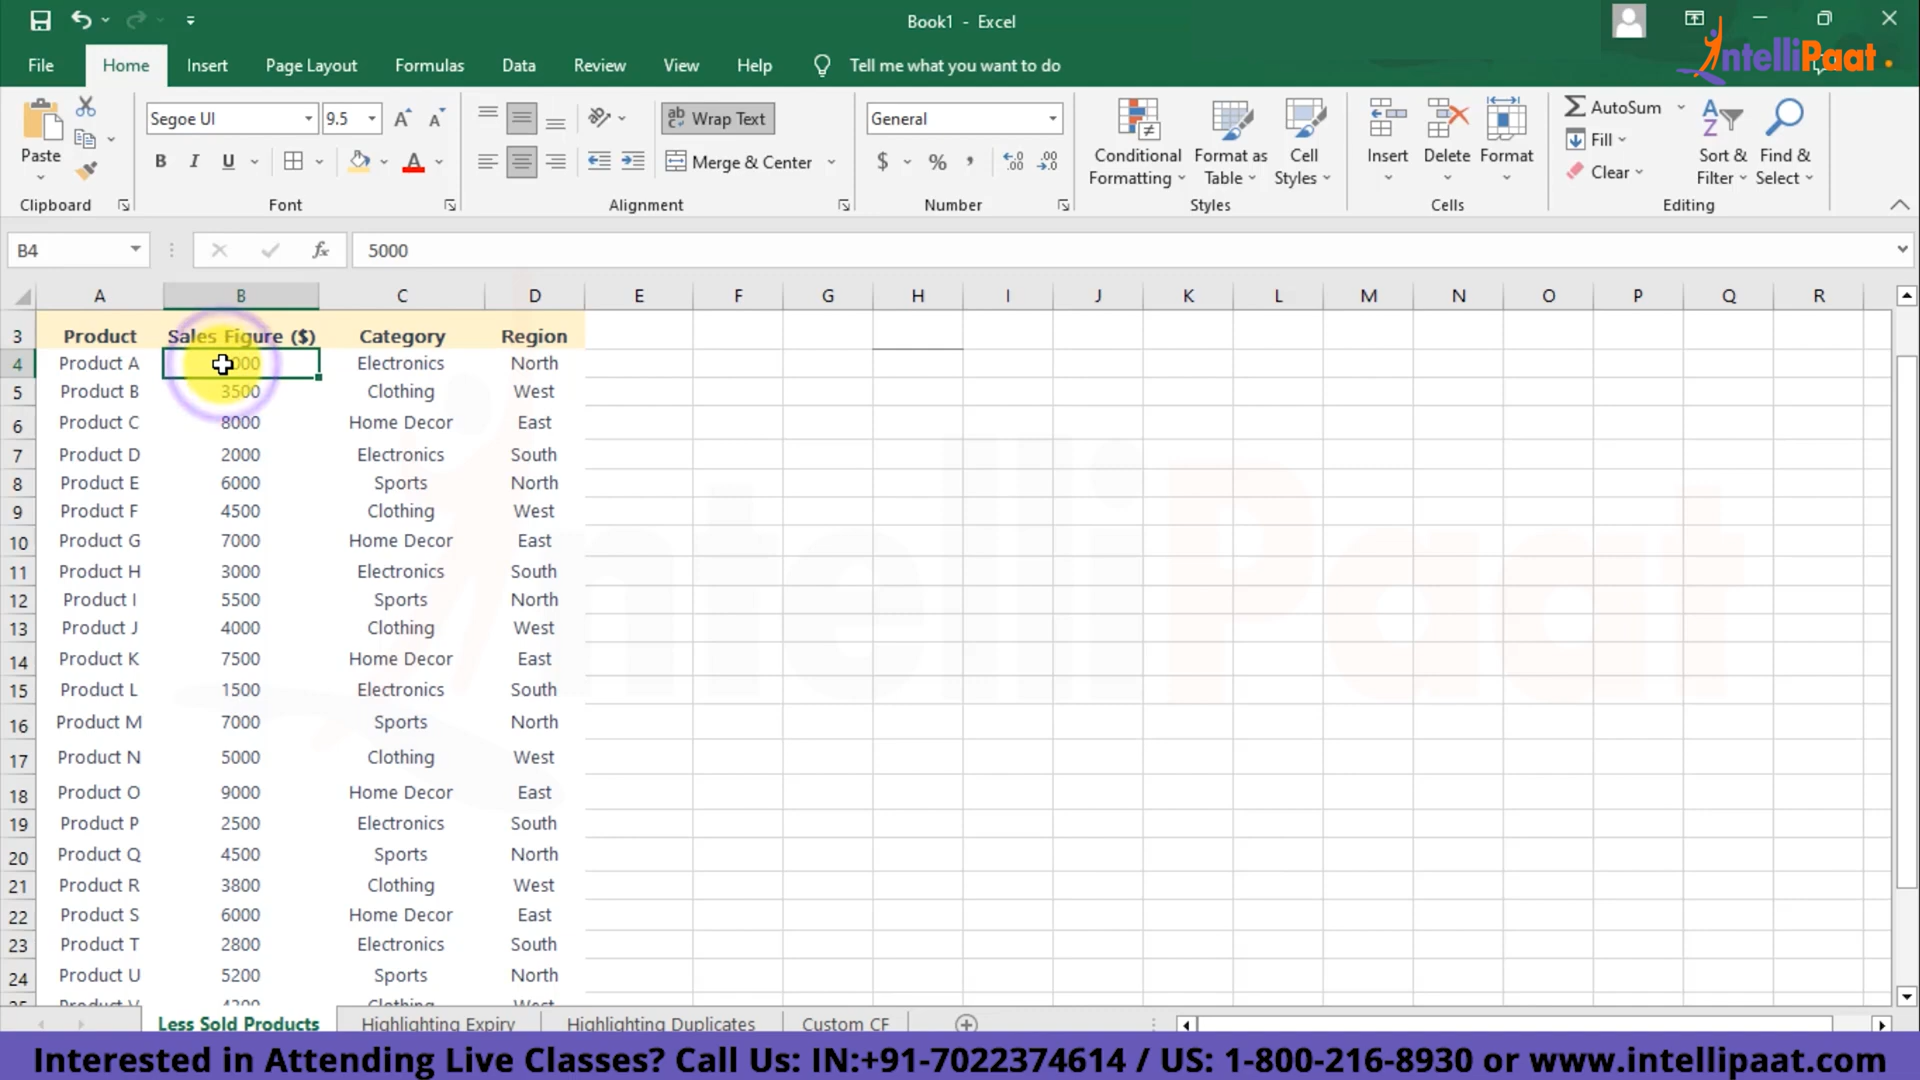 Book1 - Excel
IntelliPaat
File Home Insert Page Layout Formulas Data Review View Help Tell me what you want to do
Paste
Clipboard
Segoe UI 9.5
B I U A
Font
Wrap Text
Merge & Center
Alignment
General
$ % ,
Number
Conditional Formatting
Format as Table
Cell Styles
Styles
Insert Delete Format
Cells
AutoSum
Fill
Clear
Sort & Filter
Find & Select
Editing
B4 fx 5000
A B C D E F G H I J K L M N O P Q R
3 Product Sales Figure ($) Category Region
4 Product A 000 Electronics North
5 Product B 3500 Clothing West
6 Product C 8000 Home Decor East
7 Product D 2000 Electronics South
8 Product E 6000 Sports North
9 Product F 4500 Clothing West
10 Product G 7000 Home Decor East
11 Product H 3000 Electronics South
12 Product I 5500 Sports North
13 Product J 4000 Clothing West
14 Product K 7500 Home Decor East
15 Product L 1500 Electronics South
16 Product M 7000 Sports North
17 Product N 5000 Clothing West
18 Product O 9000 Home Decor East
19 Product P 2500 Electronics South
20 Product Q 4500 Sports North
21 Product R 3800 Clothing West
22 Product S 6000 Home Decor East
23 Product T 2800 Electronics South
24 Product U 5200 Sports North
Product V Clothing West
IntelliPaat
Less Sold Products Highlighting Expiry Highlighting Duplicates Custom CF
Interested in Attending Live Classes? Call Us: IN:+91-7022374614 / US: 1-800-216-8930 or www.intellipaat.com